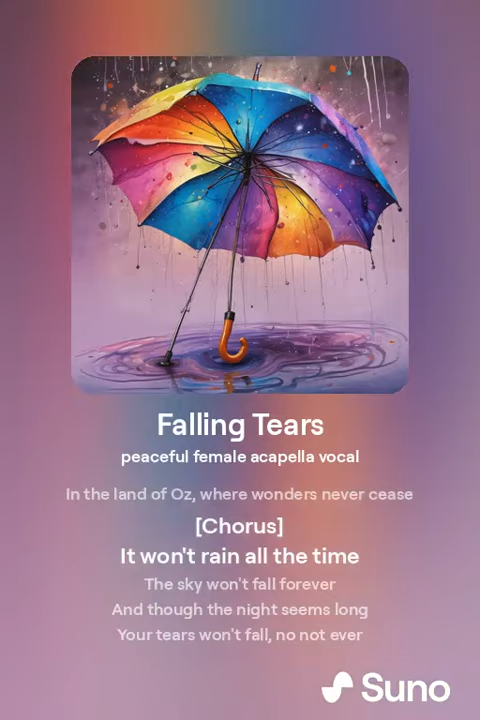 Falling Tears
peaceful female acapella vocal
In the land of Oz, where wonders never cease
[Chorus]
It won't rain all the time
The sky won't fall forever
And though the night seems long
Your tears won't fall, no not ever
Suno